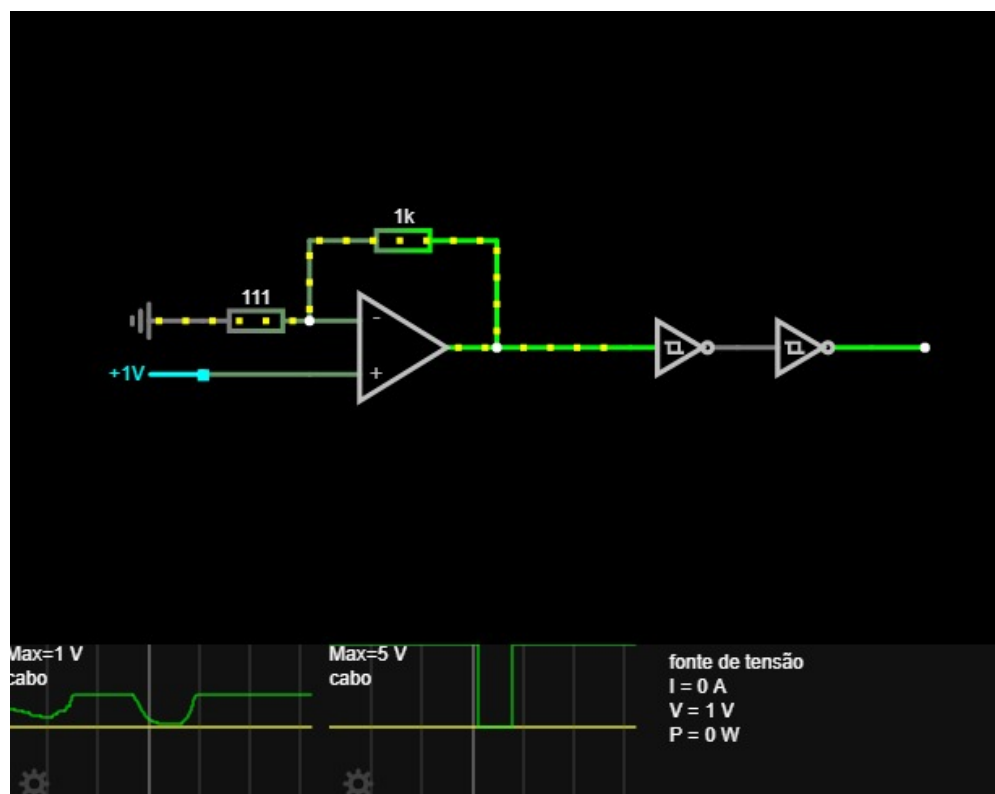 1k
111
-
+1V
+
Max=1 V
cabo
Max=5 V
cabo
fonte de tensão
I = 0 A
V = 1 V
P = 0 W